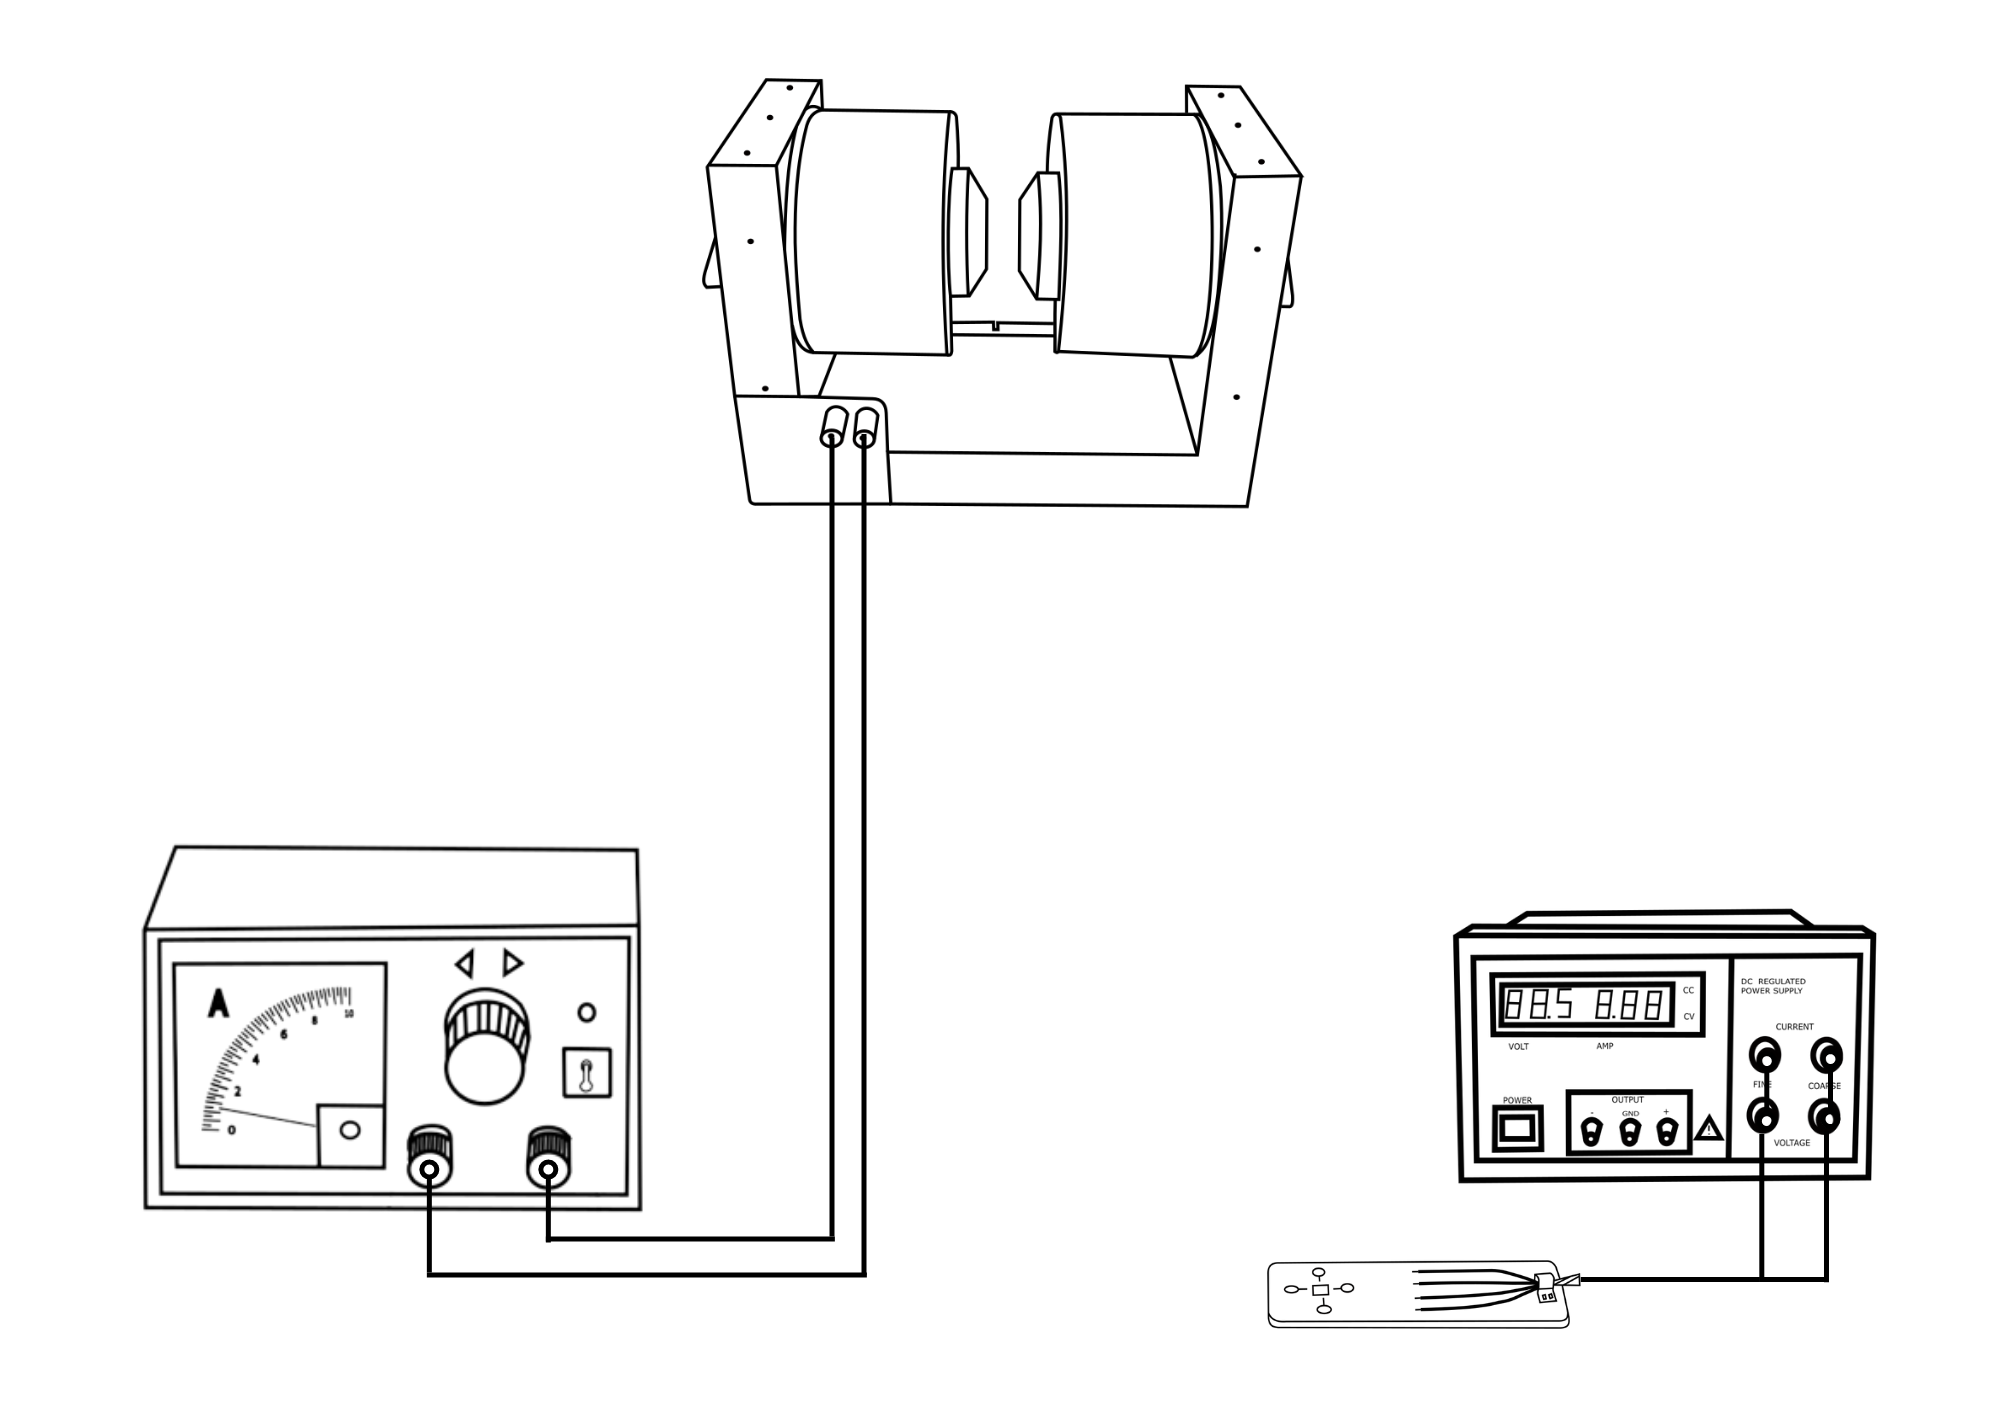 A
10
8
6
4
2
0
88.5 8.88
CC
CV
VOLT AMP
DC REGULATED
POWER SUPPLY
CURRENT
FINE COARSE
VOLTAGE
POWER
OUTPUT
- GND +
!